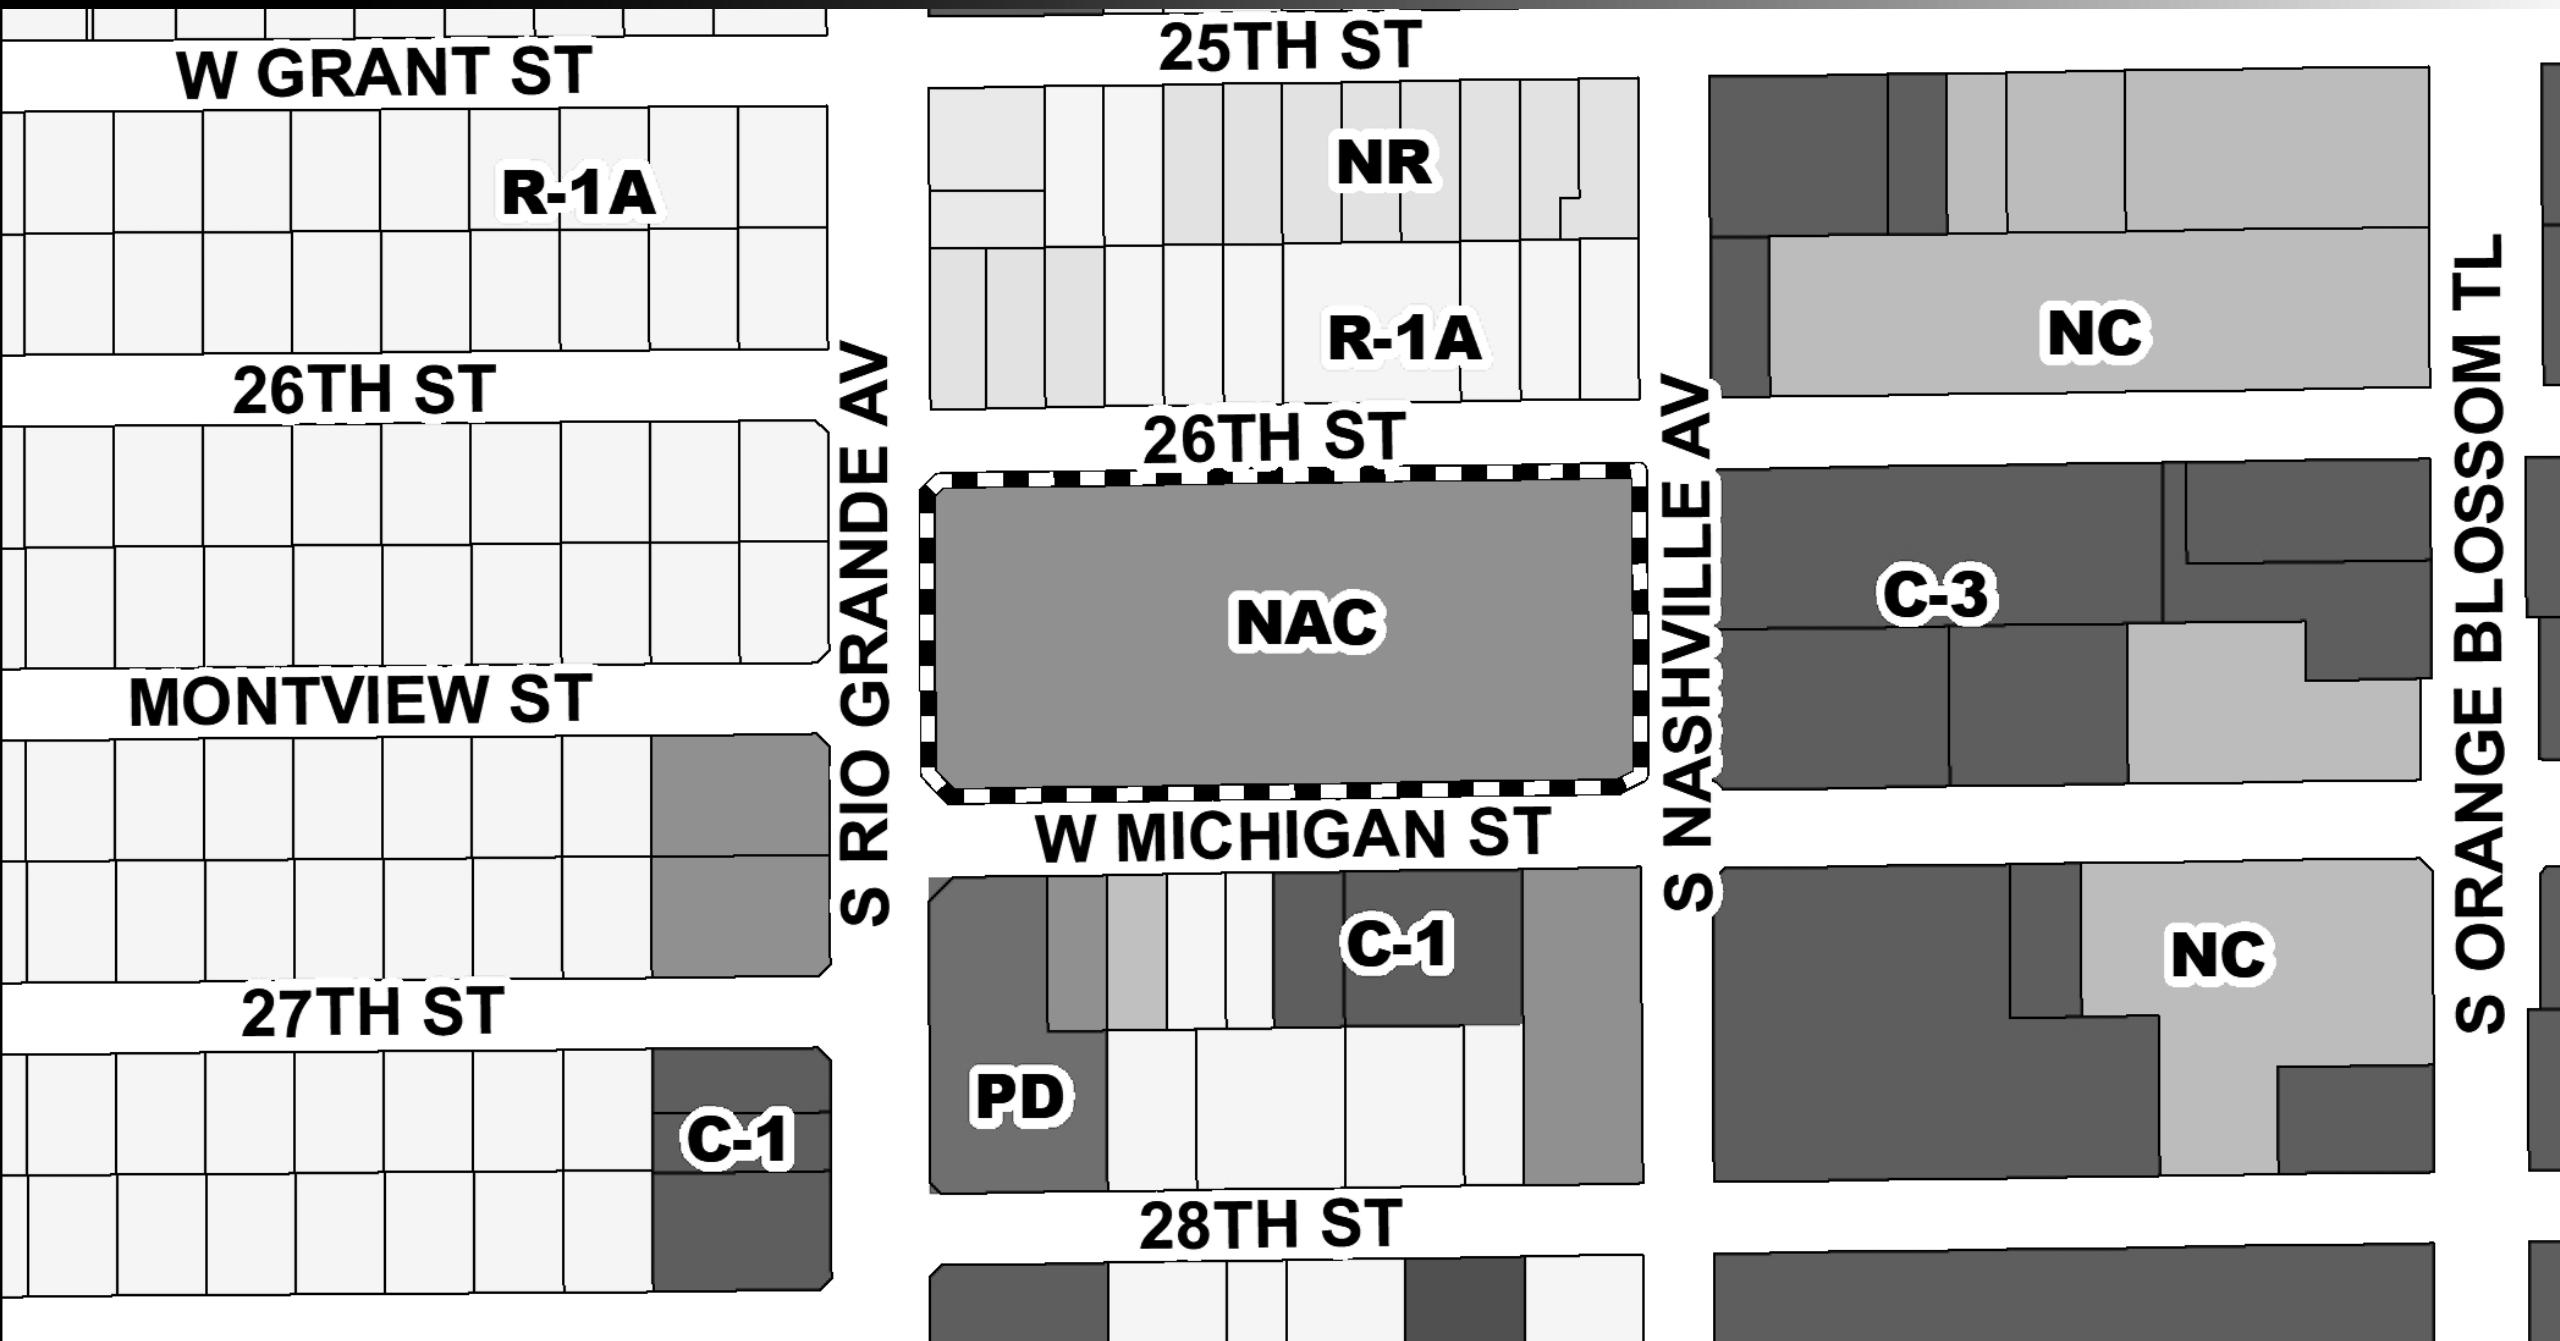 W GRANT ST
25TH ST
R-1A
NR
R-1A
NC
26TH ST
26TH ST
S RIO GRANDE AV
S NASHVILLE AV
S ORANGE BLOSSOM TL
NAC
C-3
MONTVIEW ST
W MICHIGAN ST
C-1
NC
27TH ST
PD
C-1
28TH ST